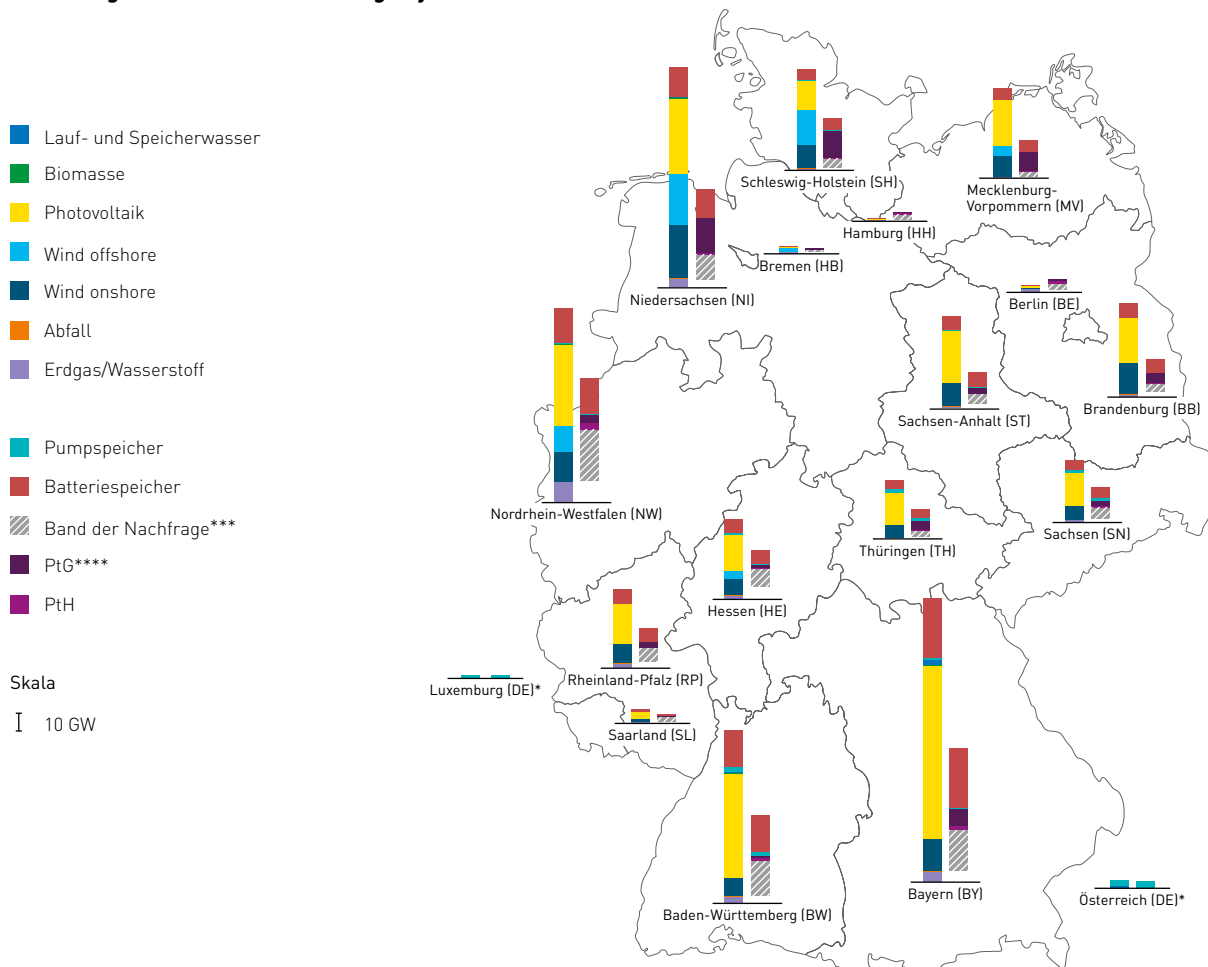 Lauf- und Speicherwasser
Biomasse
Photovoltaik
Wind offshore
Wind onshore
Abfall
Erdgas/Wasserstoff
Pumpspeicher
Batteriespeicher
Band der Nachfrage***
PtG****
PtH
Skala
10 GW
Schleswig-Holstein (SH)
Mecklenburg-
Vorpommern (MV)
Hamburg (HH)
Bremen (HB)
Niedersachsen (NI)
Berlin (BE)
Brandenburg (BB)
Sachsen-Anhalt (ST)
Nordrhein-Westfalen (NW)
Sachsen (SN)
Thüringen (TH)
Hessen (HE)
Rheinland-Pfalz (RP)
Luxemburg (DE)*
Saarland (SL)
Baden-Württemberg (BW)
Bayern (BY)
Österreich (DE)*